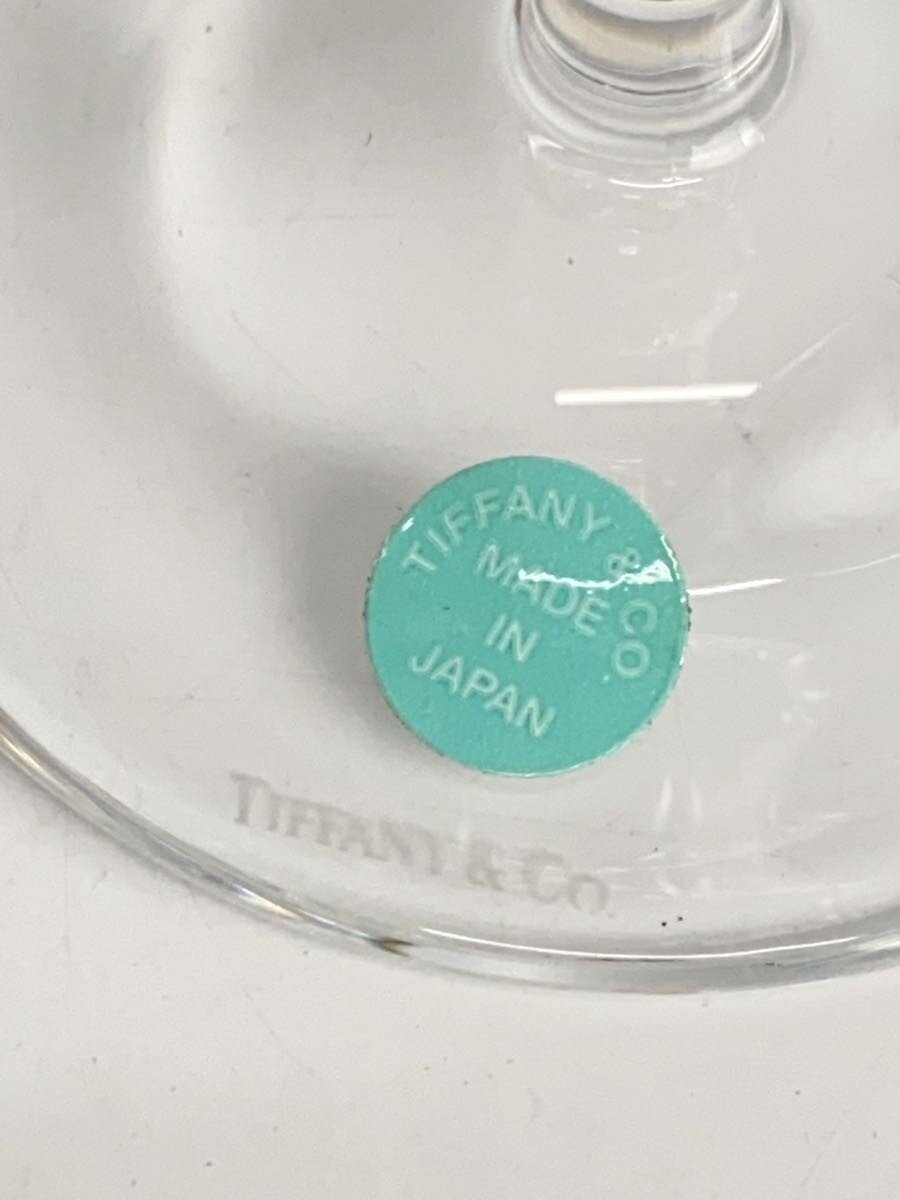 TIFFANY & CO
MADE
IN
JAPAN
TIFFANY & CO.